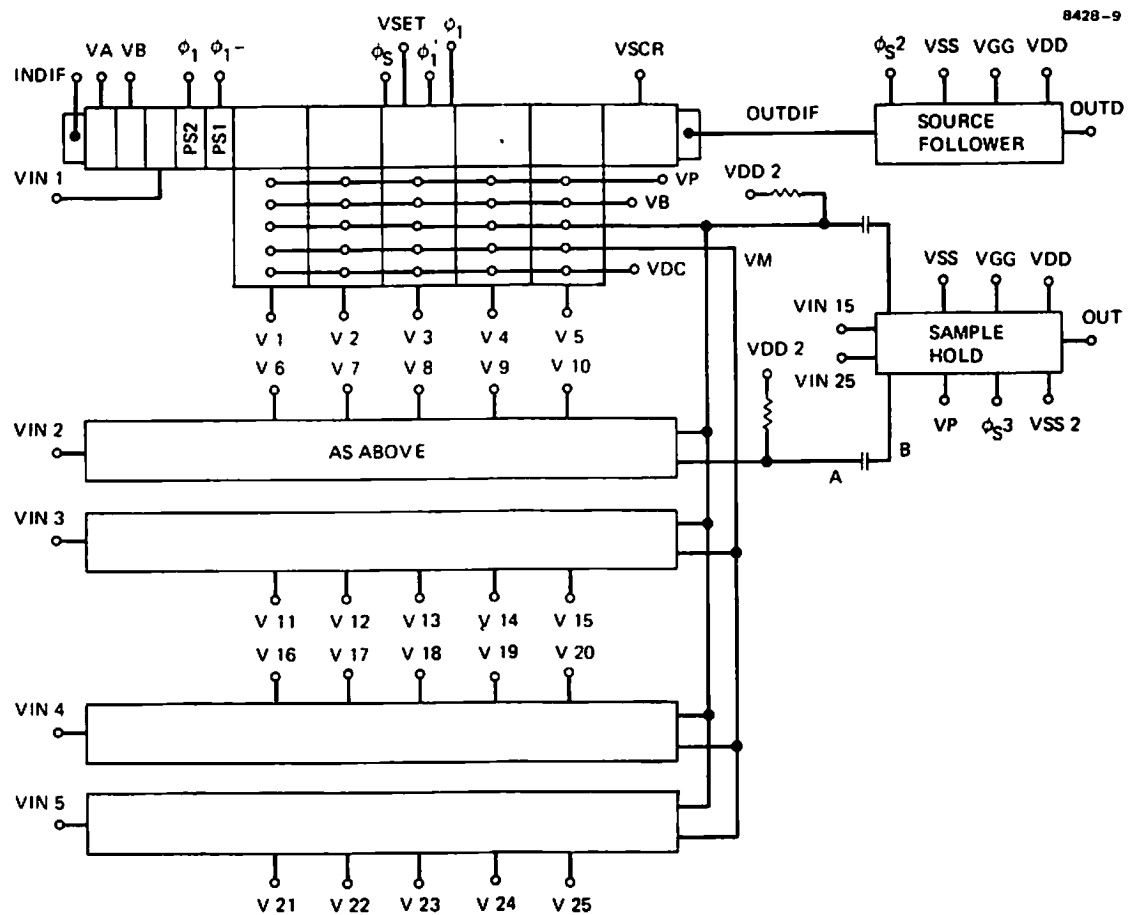 8428-9
VSET ϕ1
VA VB ϕ1 ϕ1- ϕS ϕ1' VSCR ϕS2 VSS VGG VDD
INDIF
PS2 PS1
OUTDIF
SOURCE FOLLOWER
OUTD
VIN 1
VP
VDD 2
VB
VM
VDC
VSS VGG VDD
VIN 15
SAMPLE HOLD
OUT
VIN 25
VP ϕS3 VSS 2
V 1 V 2 V 3 V 4 V 5
VDD 2
V 6 V 7 V 8 V 9 V 10
VIN 2
AS ABOVE
A B
VIN 3
V 11 V 12 V 13 V 14 V 15
V 16 V 17 V 18 V 19 V 20
VIN 4
VIN 5
V 21 V 22 V 23 V 24 V 25